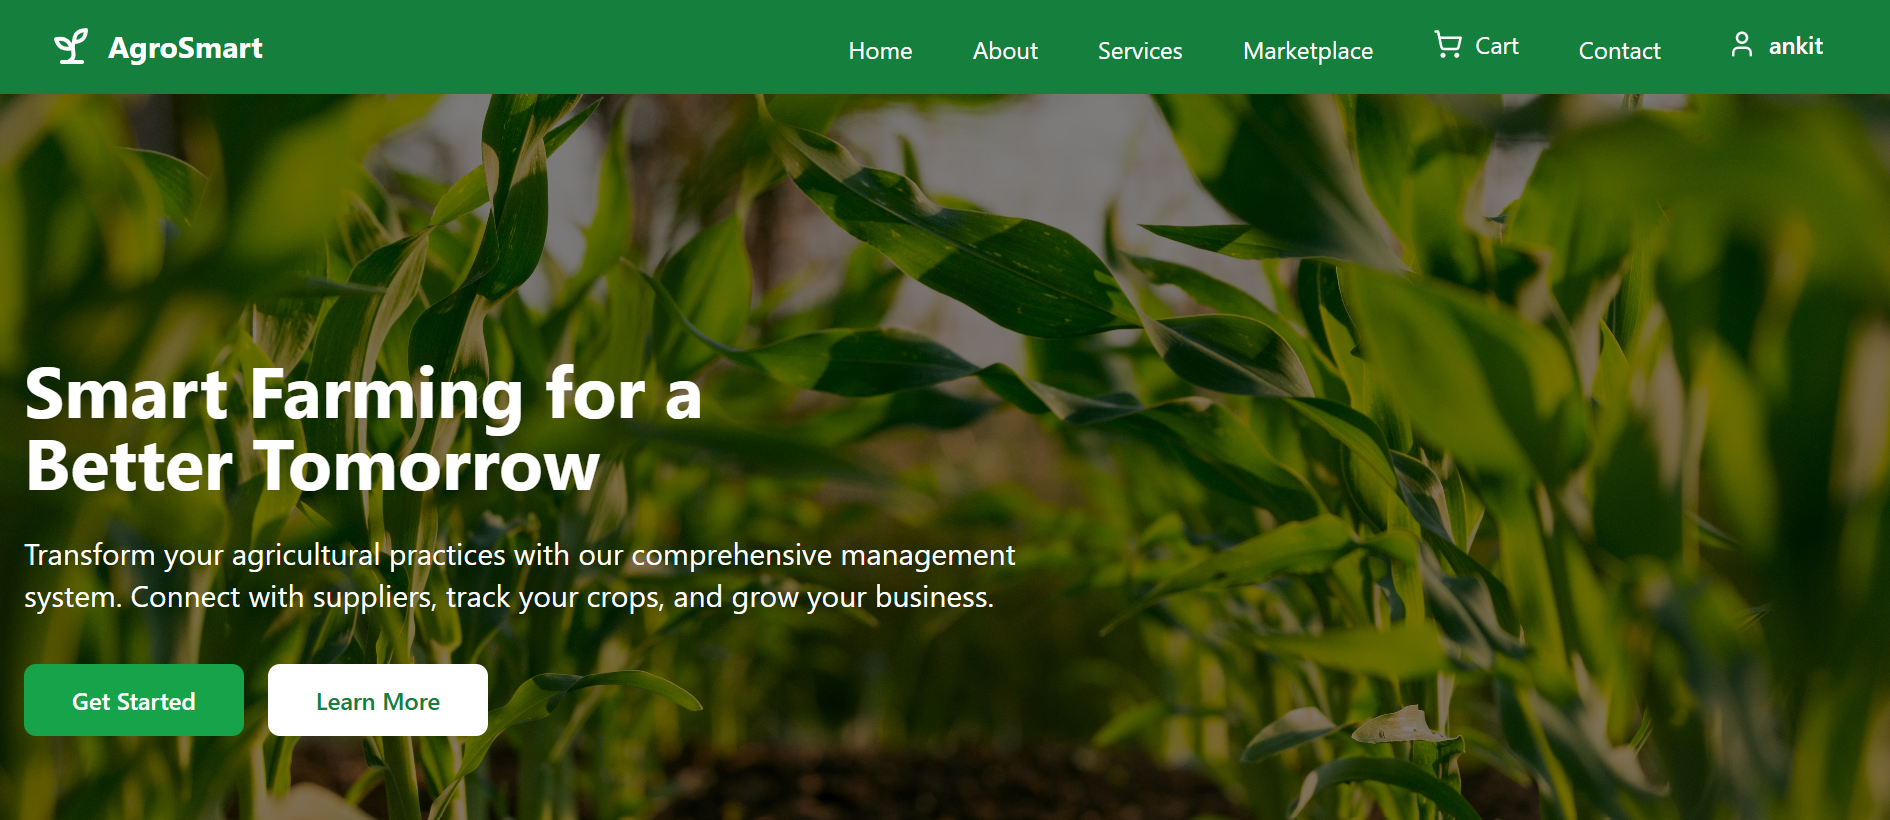 AgroSmart
Home About Services Marketplace Cart Contact ankit
Smart Farming for a
Better Tomorrow
Transform your agricultural practices with our comprehensive management
system. Connect with suppliers, track your crops, and grow your business.
Get Started Learn More